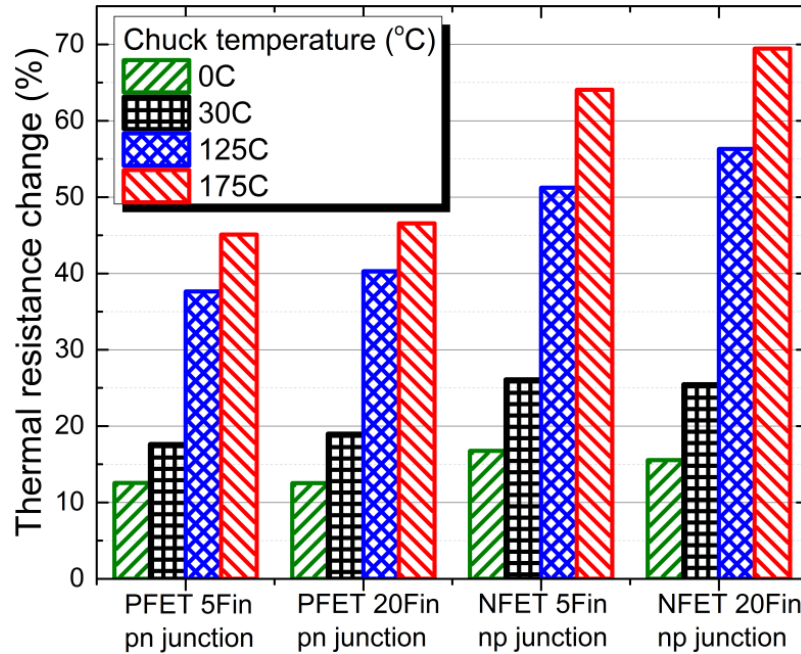 Thermal resistance change (%)
70
60
50
40
30
20
10
0
Chuck temperature (°C)
0C
30C
125C
175C
PFET 5Fin
pn junction
PFET 20Fin
pn junction
NFET 5Fin
np junction
NFET 20Fin
np junction